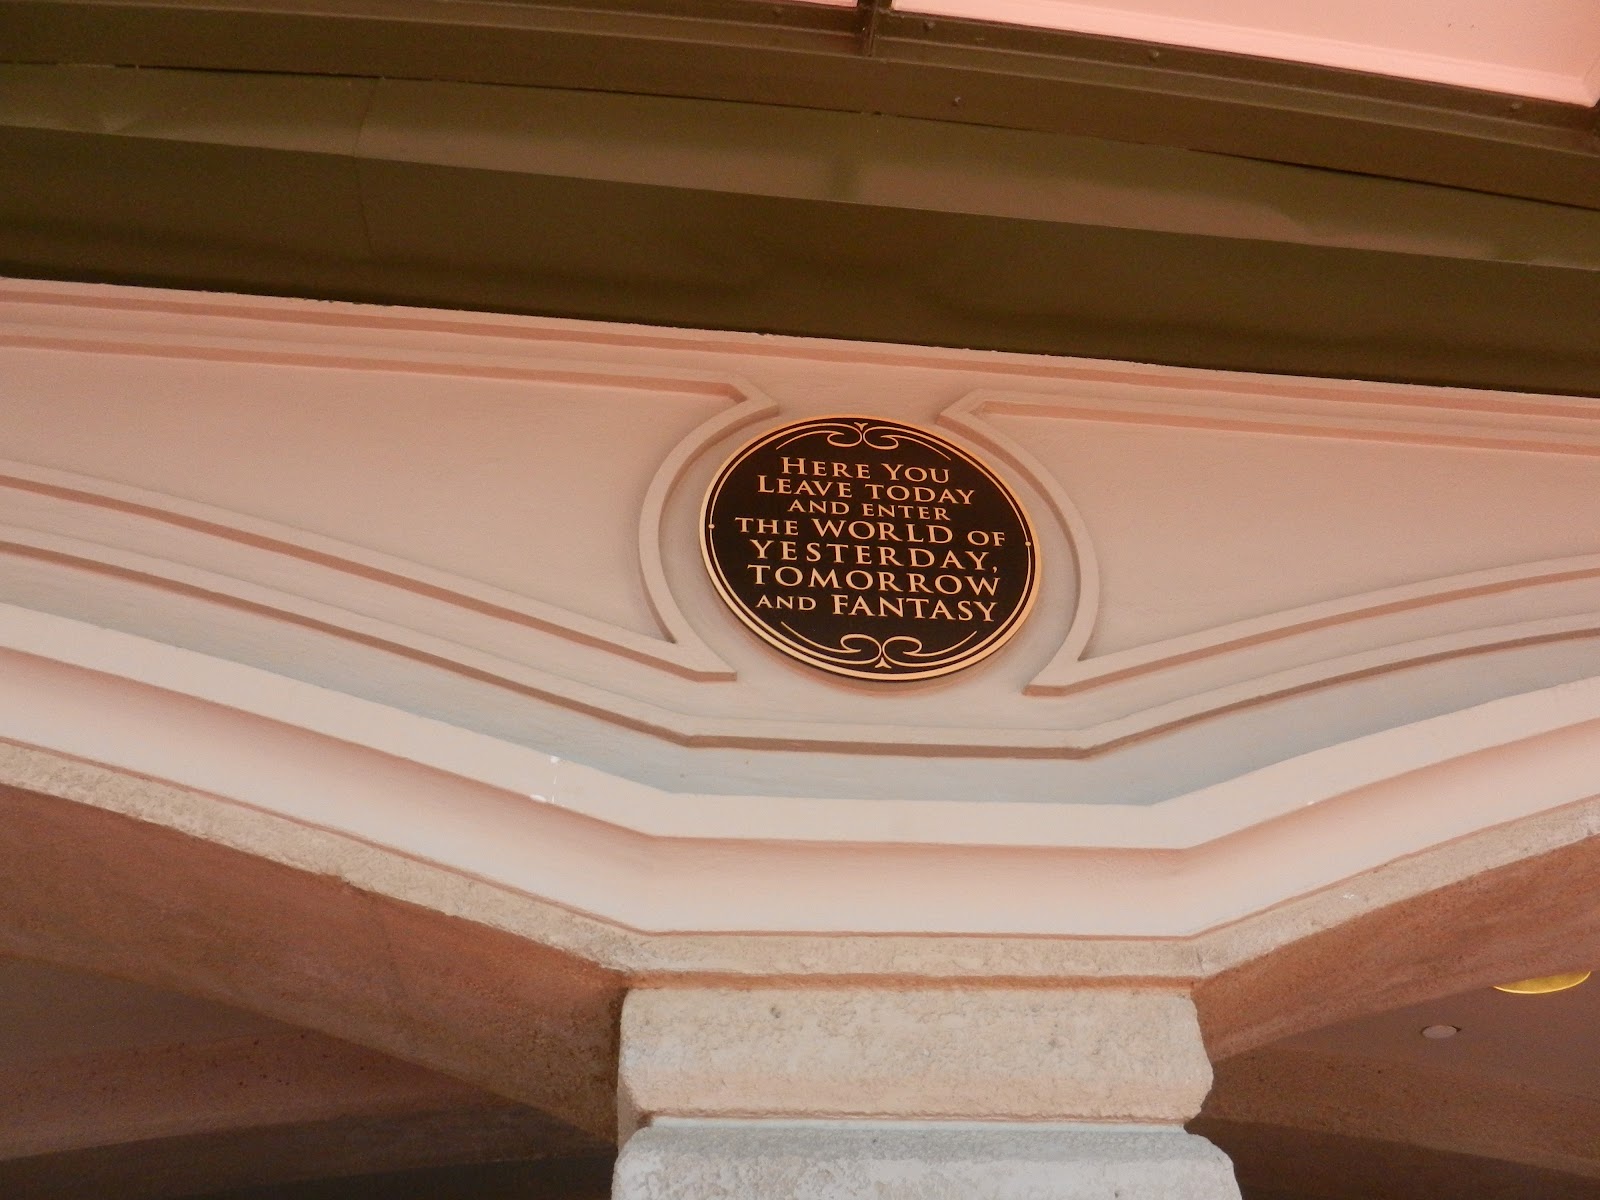 HERE YOU
LEAVE TODAY
AND ENTER
THE WORLD OF
YESTERDAY,
TOMORROW
AND FANTASY